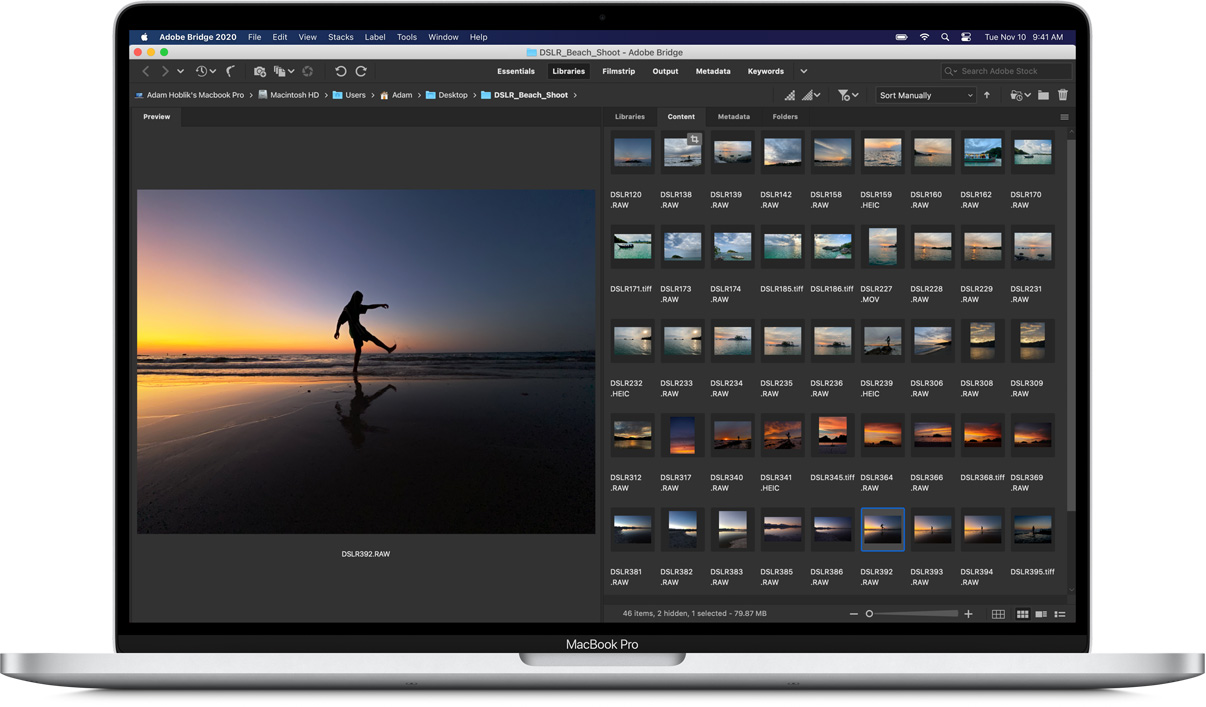 Adobe Bridge 2020 File Edit View Stacks Label Tools Window Help Tue Nov 10 9:41 AM
DSLR_Beach_Shoot - Adobe Bridge
Essentials Libraries Filmstrip Output Metadata Keywords Search Adobe Stock
Adam Hoblik's Macbook Pro Macintosh HD Users Adam Desktop DSLR_Beach_Shoot Sort Manually
Preview
DSLR392.RAW
Libraries Content Metadata Folders
DSLR120 DSLR138 DSLR139 DSLR142 DSLR158 DSLR159 DSLR160 DSLR162 DSLR170
.RAW .RAW .RAW .RAW .RAW .HEIC .RAW .RAW .RAW
DSLR171.tiff DSLR173 DSLR174 DSLR185.tiff DSLR186.tiff DSLR227 DSLR228 DSLR229 DSLR231
.RAW .RAW .MOV .RAW .RAW .RAW
DSLR232 DSLR233 DSLR234 DSLR235 DSLR236 DSLR239 DSLR306 DSLR308 DSLR309
.HEIC .RAW .RAW .RAW .RAW .HEIC .RAW .RAW .RAW
DSLR312 DSLR317 DSLR340 DSLR341 DSLR345.tiff DSLR364 DSLR366 DSLR368.tiff DSLR369
.RAW .RAW .RAW .HEIC .RAW .RAW .RAW
DSLR381 DSLR382 DSLR383 DSLR385 DSLR386 DSLR392 DSLR393 DSLR394 DSLR395.tiff
.RAW .RAW .RAW .RAW .RAW .RAW .RAW .RAW
46 items, 2 hidden, 1 selected - 79.87 MB
MacBook Pro